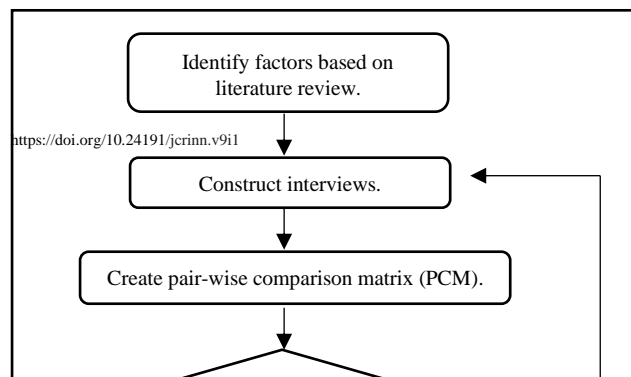 Identify factors based on
literature review.
https://doi.org/10.24191/jcrinn.v9i1
Construct interviews.
Create pair-wise comparison matrix (PCM).